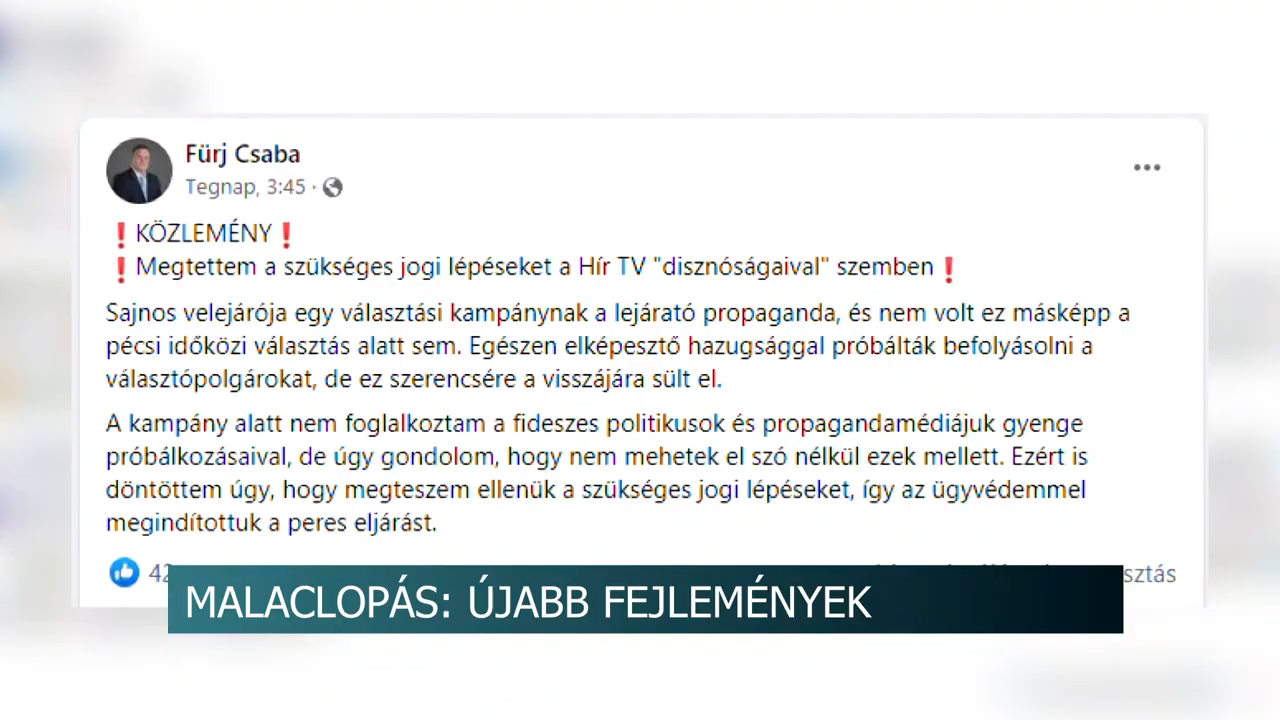 Fürj Csaba
Tegnap, 3:45 ·
❗KÖZLEMÉNY❗
❗Megtettem a szükséges jogi lépéseket a Hír TV "disznóságaival" szemben❗
Sajnos velejárója egy választási kampánynak a lejárató propaganda, és nem volt ez másképp a
pécsi időközi választás alatt sem. Egészen elképesztő hazugsággal próbálták befolyásolni a
választópolgárokat, de ez szerencsére a visszájára sült el.
A kampány alatt nem foglalkoztam a fideszes politikusok és propagandamédiájuk gyenge
próbálkozásaival, de úgy gondolom, hogy nem mehetek el szó nélkül ezek mellett. Ezért is
döntöttem úgy, hogy megteszem ellenük a szükséges jogi lépéseket, így az ügyvédemmel
megindítottuk a peres eljárást.
MALACLOPÁS: ÚJABB FEJLEMÉNYEK